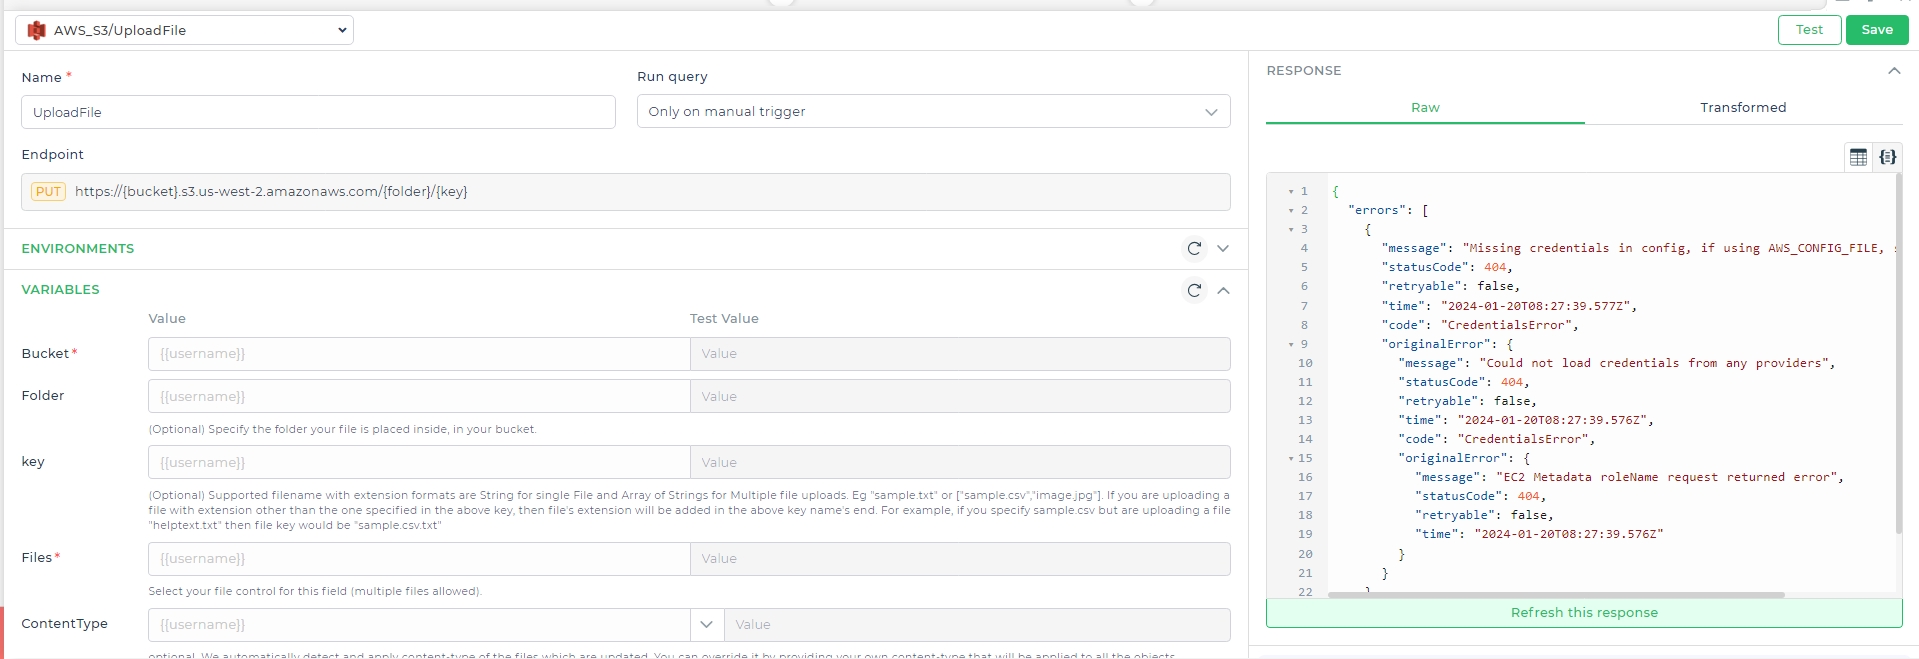 AWS_S3/UploadFile
Test
Save
Name *
UploadFile
Run query
Only on manual trigger
Endpoint
PUT https://{bucket}.s3.us-west-2.amazonaws.com/{folder}/{key}
ENVIRONMENTS
VARIABLES
Value
Test Value
Bucket*
{{username}}
Value
Folder
{{username}}
Value
(Optional) Specify the folder your file is placed inside, in your bucket.
key
{{username}}
Value
(Optional) Supported filename with extension formats are String for single File and Array of Strings for Multiple file uploads. Eg "sample.txt" or ["sample.csv","image.jpg"]. If you are uploading a
file with extension other than the one specified in the above key, then file's extension will be added in the above key name's end. For example, if you specify sample.csv but are uploading a file
"helptext.txt" then file key would be "sample.csv.txt"
Files*
{{username}}
Value
Select your file control for this field (multiple files allowed).
ContentType
{{username}}
Value
optional. We automatically detect and apply content-type of the files which are updated. You can override it by providing your own content-type that will be applied to all the objects
RESPONSE
Raw
Transformed
1 {
2 "errors": [
3 {
4 "message": "Missing credentials in config, if using AWS_CONFIG_FILE,
5 "statusCode": 404,
6 "retryable": false,
7 "time": "2024-01-20T08:27:39.577Z",
8 "code": "CredentialsError",
9 "originalError": {
10 "message": "Could not load credentials from any providers",
11 "statusCode": 404,
12 "retryable": false,
13 "time": "2024-01-20T08:27:39.576Z",
14 "code": "CredentialsError",
15 "originalError": {
16 "message": "EC2 Metadata roleName request returned error",
17 "statusCode": 404,
18 "retryable": false,
19 "time": "2024-01-20T08:27:39.576Z"
20 }
21 }
22 }
Refresh this response